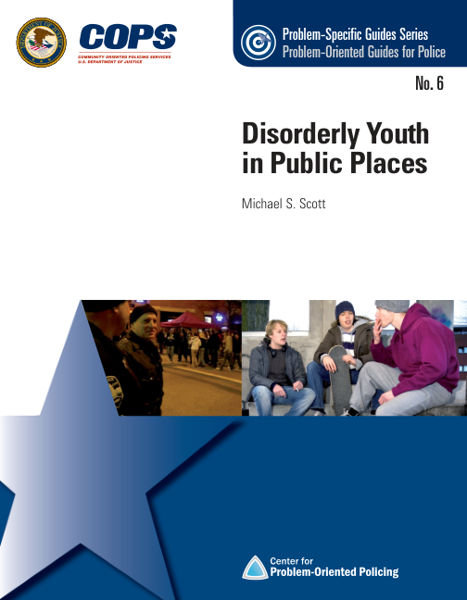 COPS
COMMUNITY ORIENTED POLICING SERVICES
U.S. DEPARTMENT OF JUSTICE
Problem-Specific Guides Series
Problem-Oriented Guides for Police
No. 6
Disorderly Youth
in Public Places
Michael S. Scott
Center for
Problem-Oriented Policing